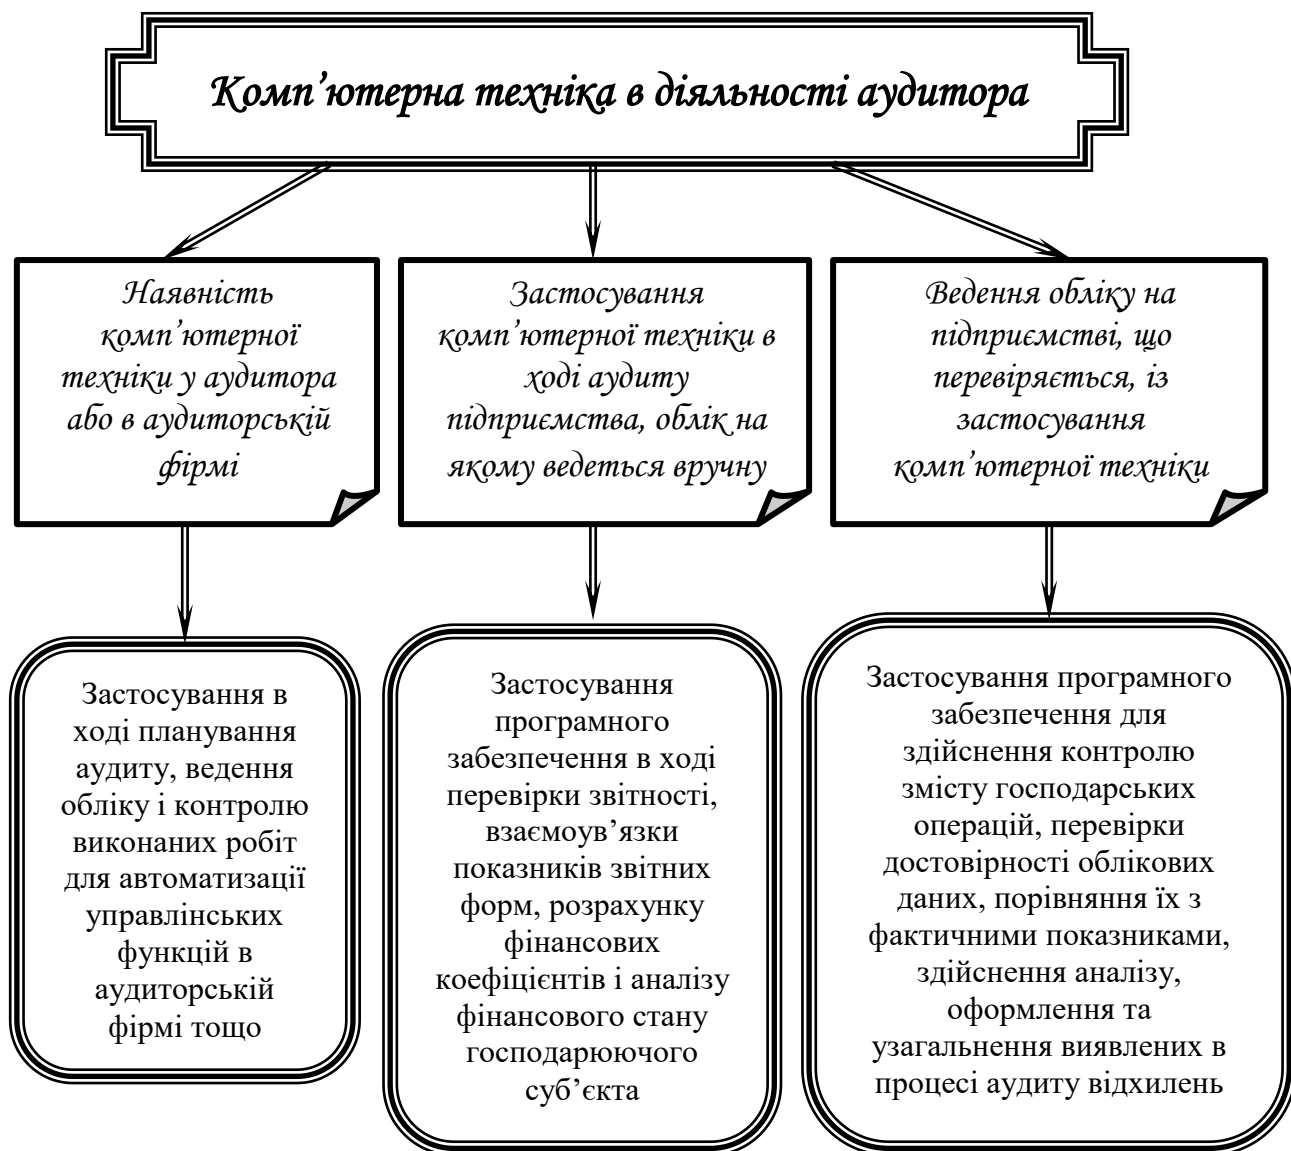 Комп’ютерна техніка в діяльності аудитора
Наявність
комп’ютерної
техніки у аудитора
або в аудиторській
фірмі
Застосування
комп’ютерної техніки в
ході аудиту
підприємства, облік на
якому ведеться вручну
Ведення обліку на
підприємстві, що
перевіряється, із
застосування
комп’ютерної техніки
Застосування в
ході планування
аудиту, ведення
обліку і контролю
виконаних робіт
для автоматизації
управлінських
функцій в
аудиторській
фірмі тощо
Застосування
програмного
забезпечення в ході
перевірки звітності,
взаємоув’язки
показників звітних
форм, розрахунку
фінансових
коефіцієнтів і аналізу
фінансового стану
господарюючого
суб’єкта
Застосування програмного
забезпечення для
здійснення контролю
змісту господарських
операцій, перевірки
достовірності облікових
даних, порівняння їх з
фактичними показниками,
здійснення аналізу,
оформлення та
узагальнення виявлених в
процесі аудиту відхилень